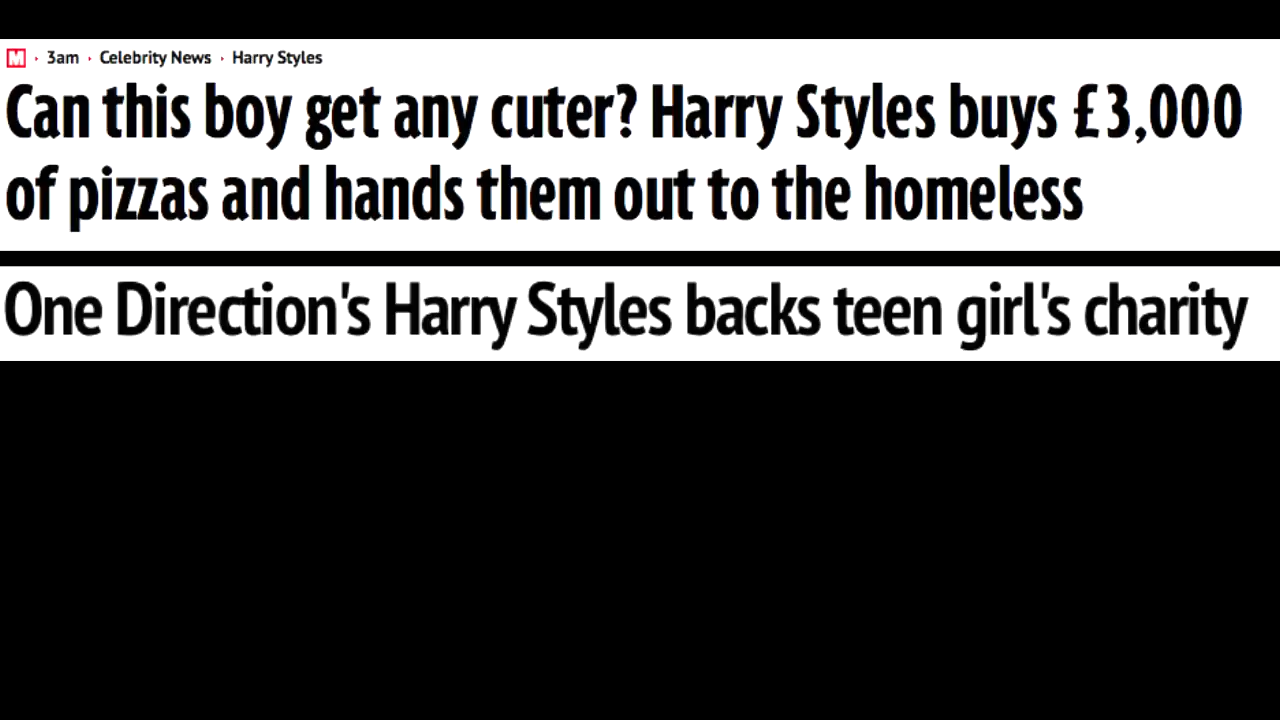 M · 3am · Celebrity News · Harry Styles
Can this boy get any cuter? Harry Styles buys £3,000
of pizzas and hands them out to the homeless
One Direction's Harry Styles backs teen girl's charity